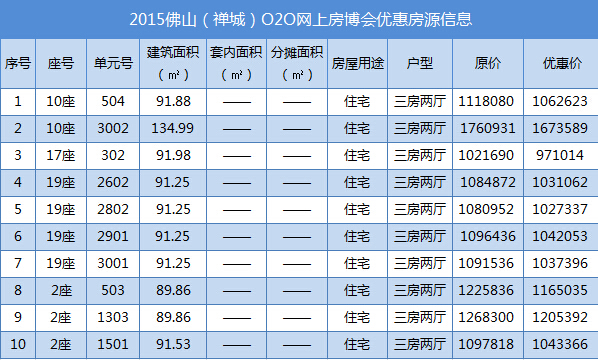 2015佛山（禅城）O2O网上房博会优惠房源信息
序号 座号 单元号 建筑面积（㎡） 套内面积（㎡） 分摊面积（㎡） 房屋用途 户型 原价 优惠价
1 10座 504 91.88 —— —— 住宅 三房两厅 1118080 1062623
2 10座 3002 134.99 —— —— 住宅 三房两厅 1760931 1673589
3 17座 302 91.98 —— —— 住宅 三房两厅 1021690 971014
4 19座 2602 91.25 —— —— 住宅 三房两厅 1084872 1031062
5 19座 2802 91.25 —— —— 住宅 三房两厅 1080952 1027337
6 19座 2901 91.25 —— —— 住宅 三房两厅 1096436 1042053
7 19座 3001 91.25 —— —— 住宅 三房两厅 1091536 1037396
8 2座 503 89.86 —— —— 住宅 三房两厅 1225836 1165035
9 2座 1303 89.86 —— —— 住宅 三房两厅 1268300 1205392
10 2座 1501 91.53 —— —— 住宅 三房两厅 1097818 1043366